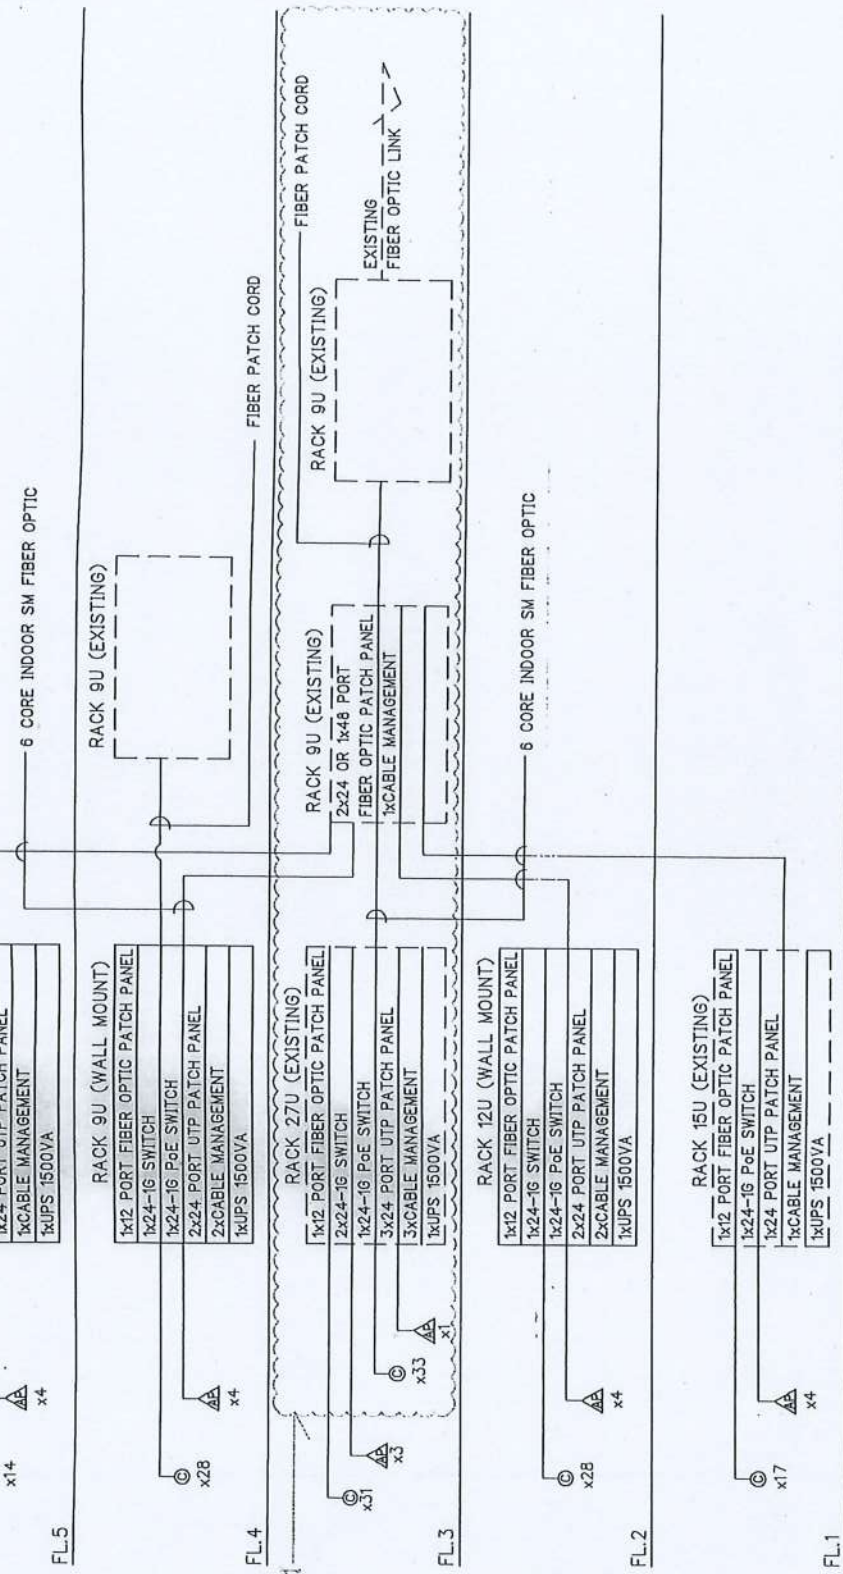 6 CORE INDOOR SM FIBER OPTIC
1x24 PORT UTP PATCH PANEL
1xCABLE MANAGEMENT
1xUPS 1500VA
AP
x4
x14
FL.5
RACK 9U (EXISTING)
FIBER PATCH CORD
RACK 9U (WALL MOUNT)
1x12 PORT FIBER OPTIC PATCH PANEL
1x24-1G SWITCH
1x24-1G PoE SWITCH
2x24 PORT UTP PATCH PANEL
2xCABLE MANAGEMENT
1xUPS 1500VA
AP
x4
C
x28
FL.4
FIBER PATCH CORD
EXISTING
FIBER OPTIC LINK
RACK 9U (EXISTING)
RACK 9U (EXISTING)
2x24 OR 1x48 PORT
FIBER OPTIC PATCH PANEL
1xCABLE MANAGEMENT
RACK 27U (EXISTING)
1x12 PORT FIBER OPTIC PATCH PANEL
2x24-1G SWITCH
1x24-1G PoE SWITCH
3x24 PORT UTP PATCH PANEL
3xCABLE MANAGEMENT
1xUPS 1500VA
AP
x1
C
x33
AP
x3
C
x31
FL.3
6 CORE INDOOR SM FIBER OPTIC
RACK 12U (WALL MOUNT)
1x12 PORT FIBER OPTIC PATCH PANEL
1x24-1G SWITCH
1x24-1G PoE SWITCH
2x24 PORT UTP PATCH PANEL
2xCABLE MANAGEMENT
1xUPS 1500VA
AP
x4
C
x28
FL.2
RACK 15U (EXISTING)
1x12 PORT FIBER OPTIC PATCH PANEL
1x24-1G PoE SWITCH
1x24 PORT UTP PATCH PANEL
1xCABLE MANAGEMENT
1xUPS 1500VA
AP
x4
C
x17
FL.1